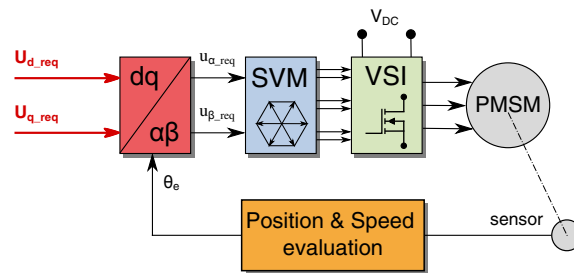 V_DC
U_d_req
dq
u_α_req
SVM
VSI
PMSM
U_q_req
αβ
u_β_req
θ_e
Position & Speed
evaluation
sensor